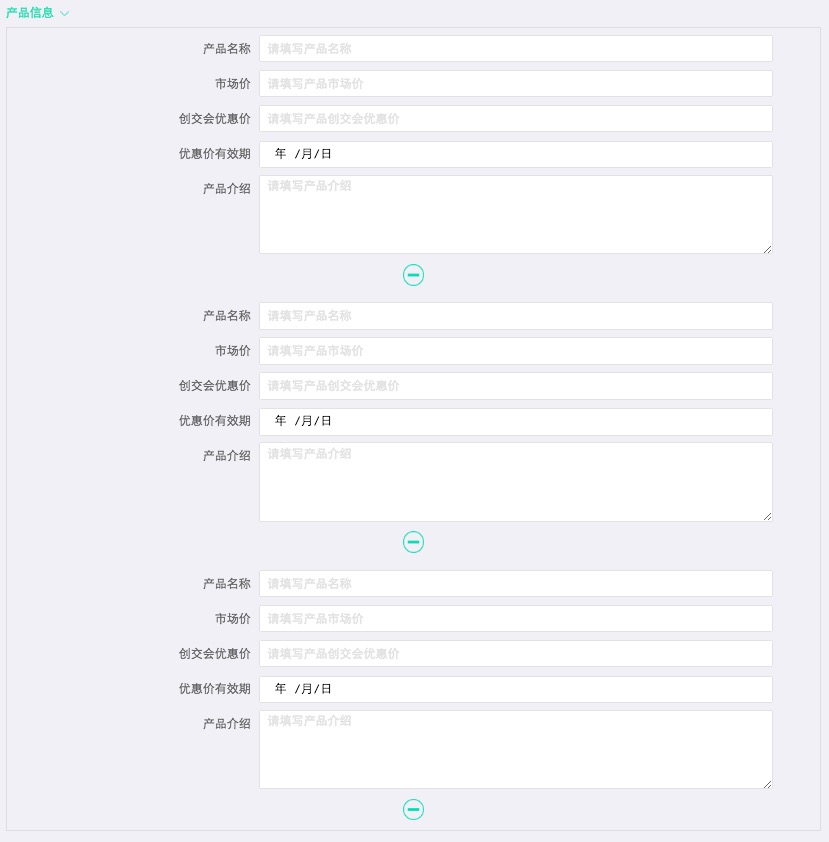 产品信息
产品名称 请填写产品名称
市场价 请填写产品市场价
创交会优惠价 请填写产品创交会优惠价
优惠价有效期 年 /月/日
产品介绍 请填写产品介绍
产品名称 请填写产品名称
市场价 请填写产品市场价
创交会优惠价 请填写产品创交会优惠价
优惠价有效期 年 /月/日
产品介绍 请填写产品介绍
产品名称 请填写产品名称
市场价 请填写产品市场价
创交会优惠价 请填写产品创交会优惠价
优惠价有效期 年 /月/日
产品介绍 请填写产品介绍